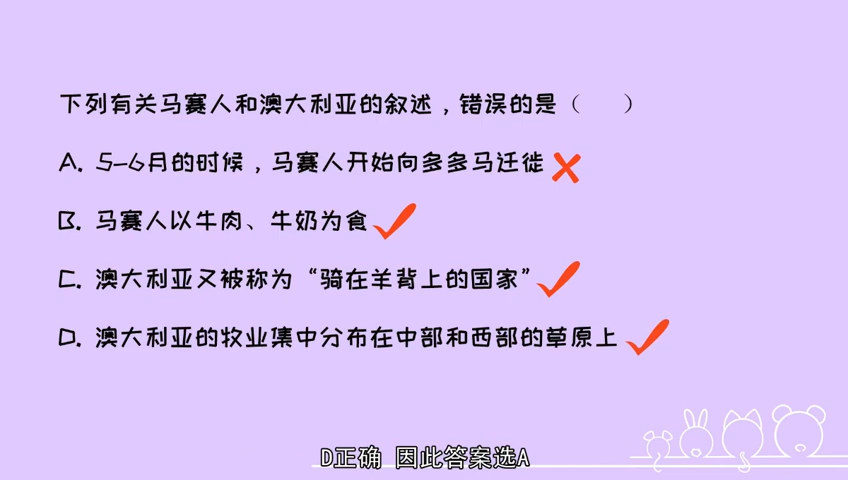 下列有关马赛人和澳大利亚的叙述，错误的是（　）
A. 5-6月的时候，马赛人开始向多多马迁徙
B. 马赛人以牛肉、牛奶为食
C. 澳大利亚又被称为“骑在羊背上的国家”
D. 澳大利亚的牧业集中分布在中部和西部的草原上
D正确 因此答案选A